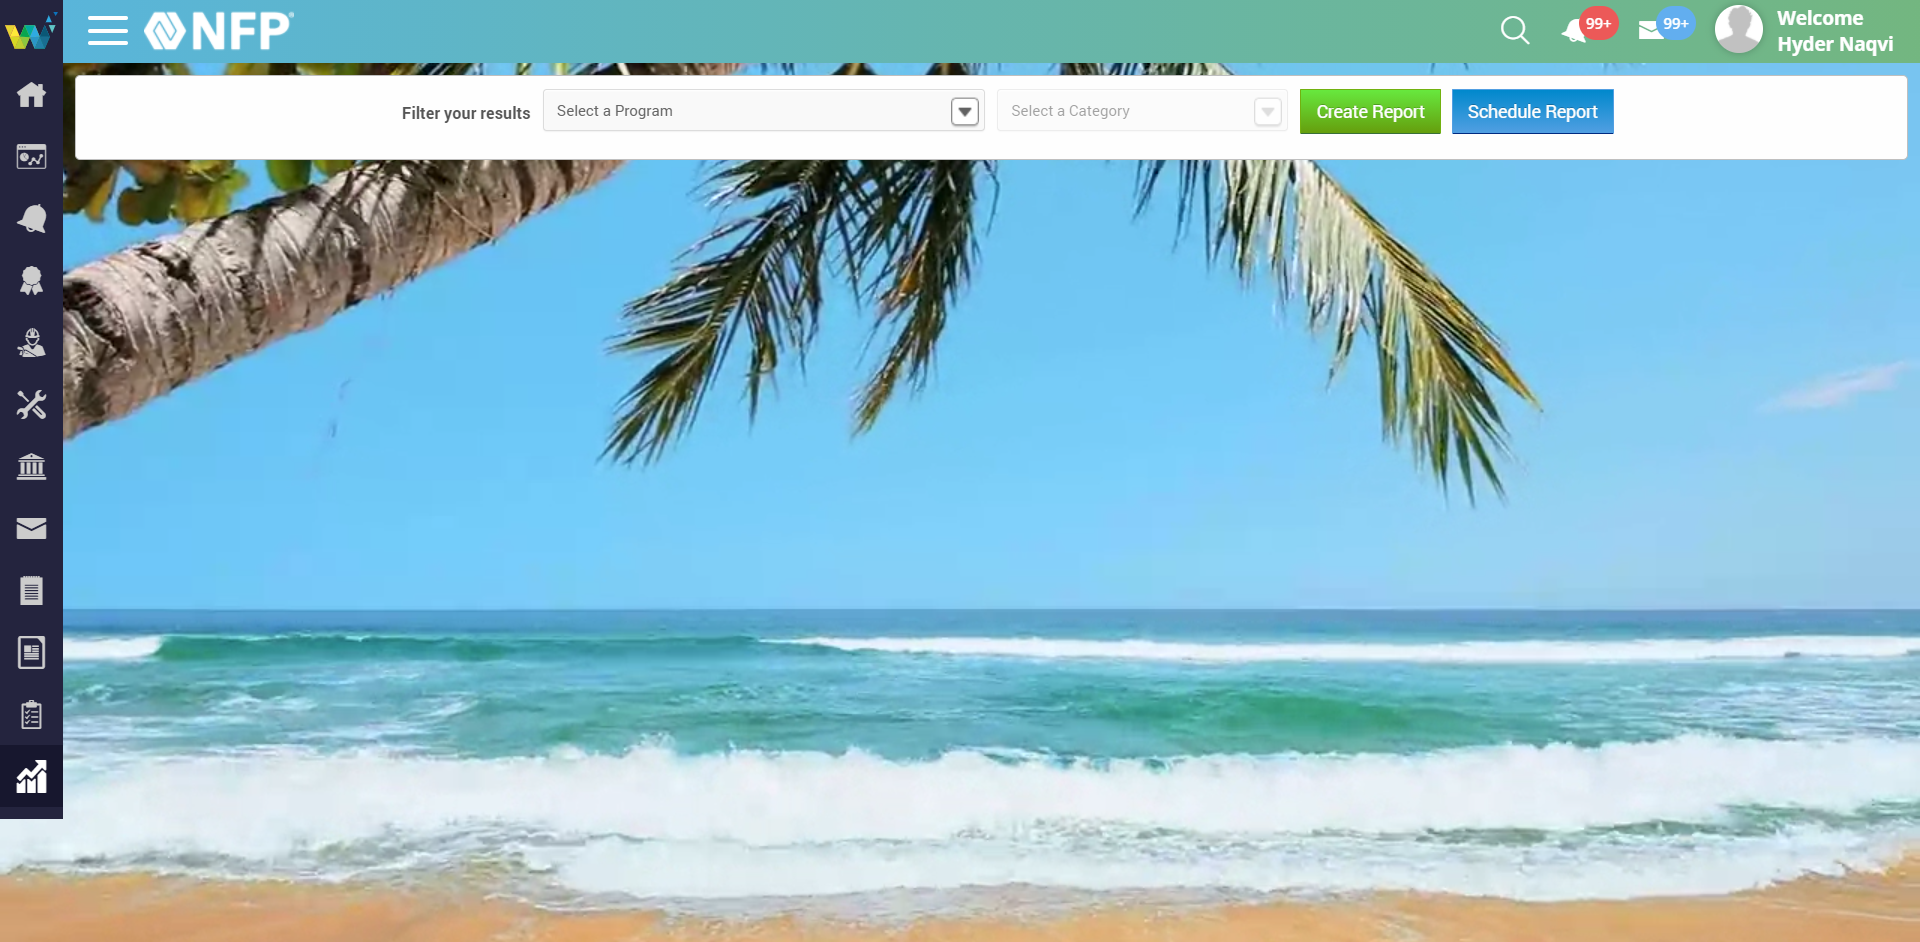 NFP
99+
99+
Welcome
Hyder Naqvi
Filter your results
Select a Program
Select a Category
Create Report
Schedule Report